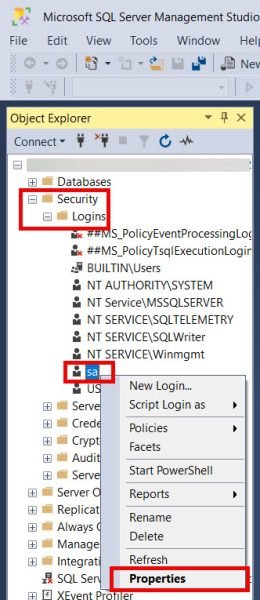 Microsoft SQL Server Management Studio
File Edit View Tools Window Help
New
Object Explorer
Connect
Databases
Security
Logins
##MS_PolicyEventProcessingLo
##MS_PolicyTsqlExecutionLogin
BUILTIN\Users
NT AUTHORITY\SYSTEM
NT Service\MSSQLSERVER
NT SERVICE\SQLTELEMETRY
NT SERVICE\SQLWriter
NT SERVICE\Winmgmt
sa
US
New Login...
Script Login as
Policies
Facets
Start PowerShell
Reports
Rename
Delete
Refresh
Properties
Serve
Crede
Crypt
Audit
Serve
Server O
Replicat
Always O
Manage
Integrati
SQL Serv
XEvent Profiler